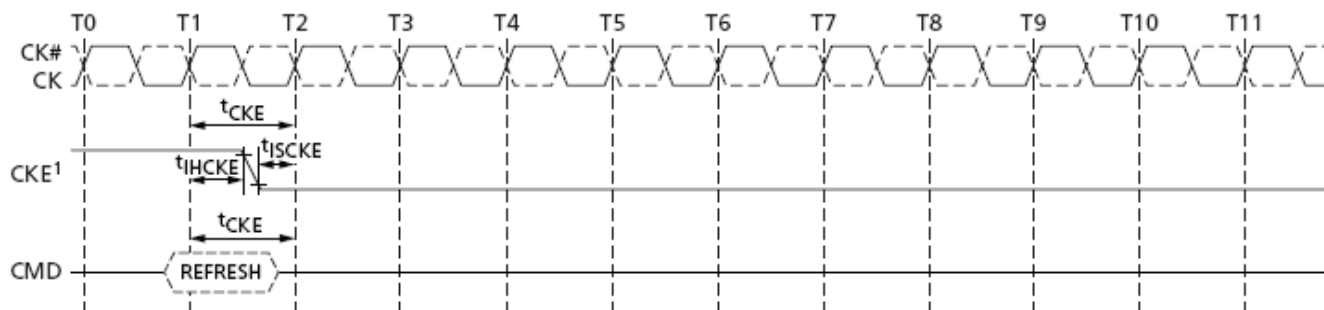 T0 T1 T2 T3 T4 T5 T6 T7 T8 T9 T10 T11
CK#
CK
tCKE
tISCKE
CKE1
tIHCKE
tCKE
CMD
REFRESH